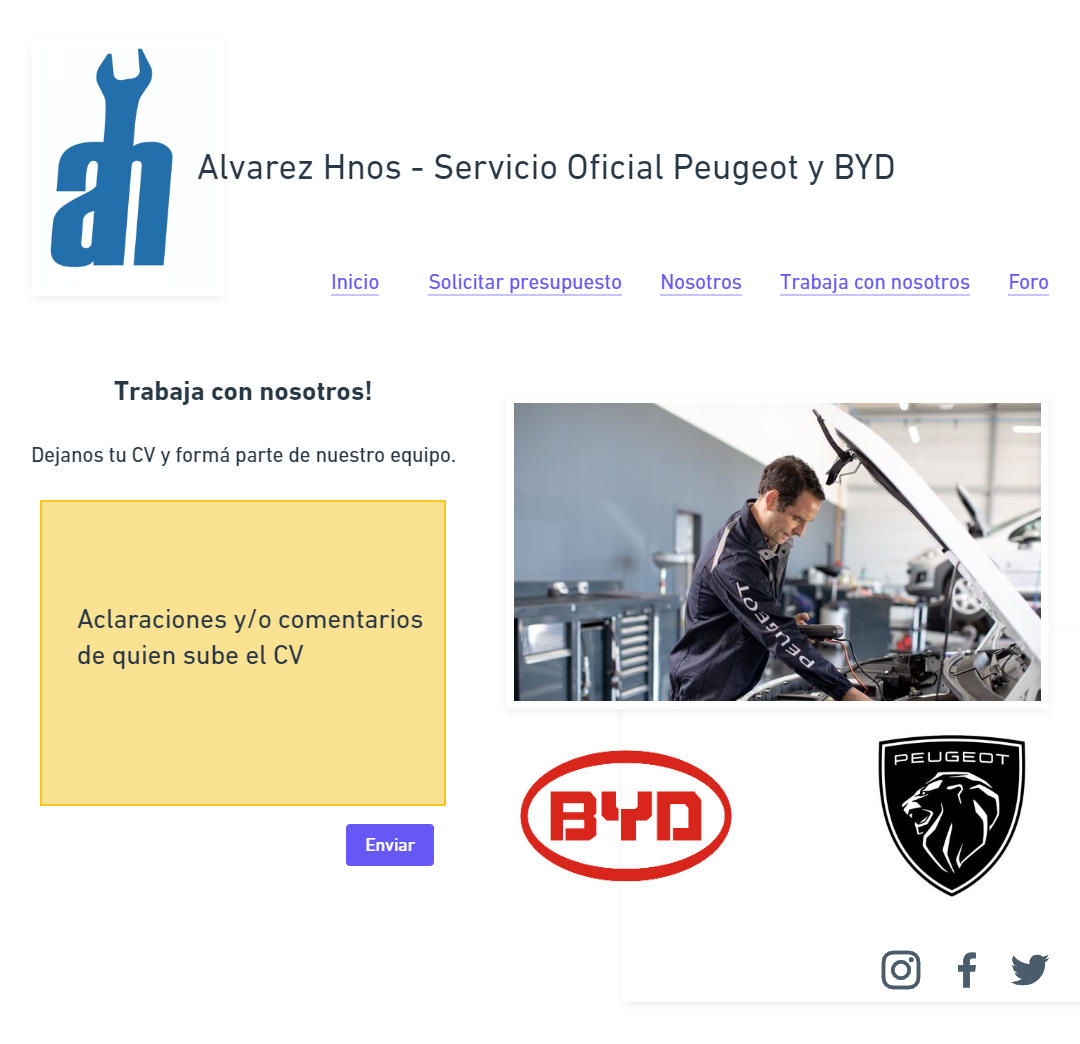 ah
Alvarez Hnos - Servicio Oficial Peugeot y BYD
Inicio
Solicitar presupuesto
Nosotros
Trabaja con nosotros
Foro
Trabaja con nosotros!
Dejanos tu CV y formá parte de nuestro equipo.
Aclaraciones y/o comentarios
de quien sube el CV
Enviar
PEUGEOT
PEUGEOT
BYD
PEUGEOT